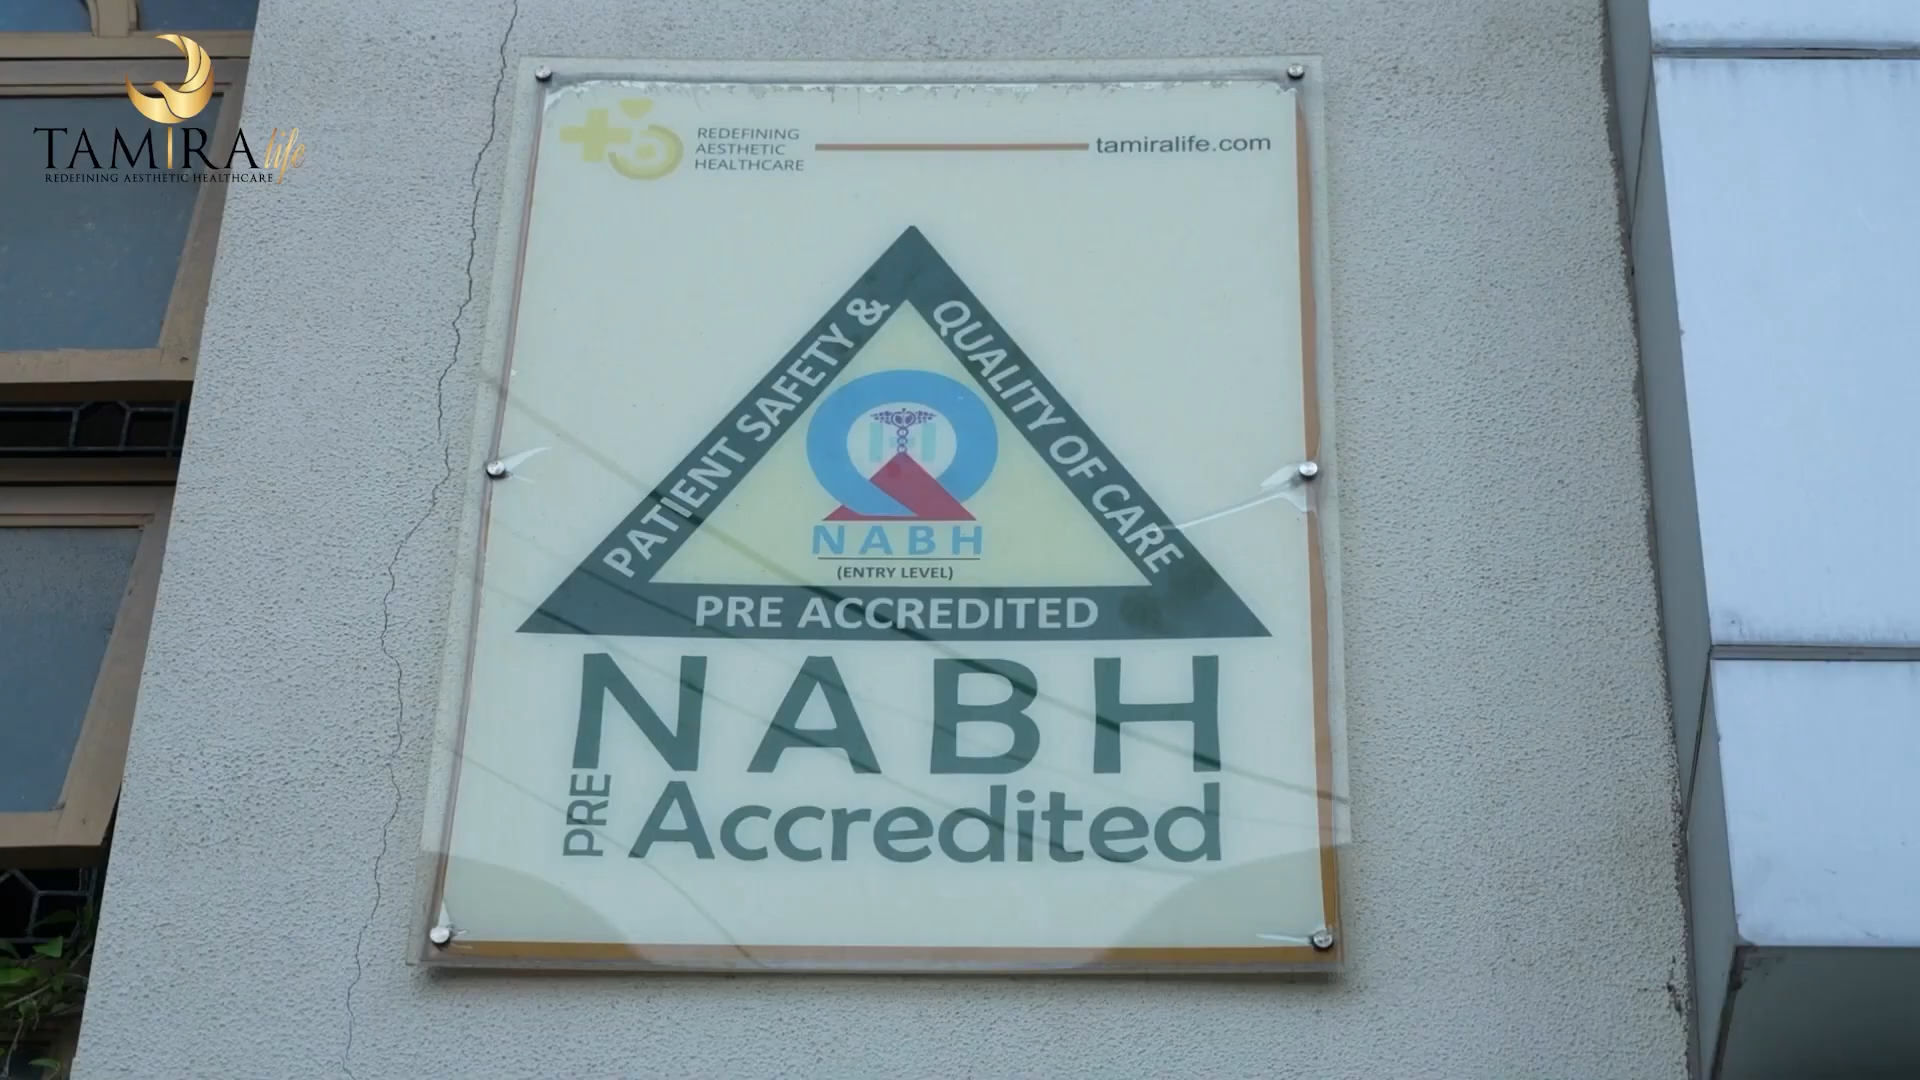 TAMIRA life
REDEFINING AESTHETIC HEALTHCARE
REDEFINING
AESTHETIC
HEALTHCARE
tamiralife.com
PATIENT SAFETY &
QUALITY OF CARE
NABH
(ENTRY LEVEL)
PRE ACCREDITED
NABH
PRE Accredited